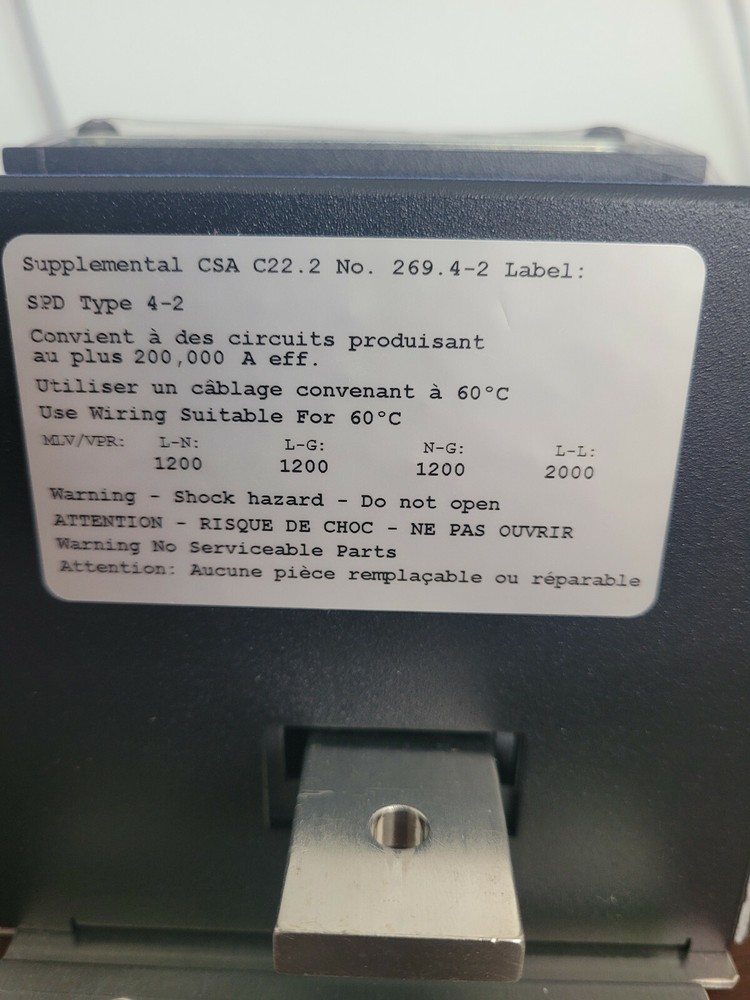 Supplemental CSA C22.2 No. 269.4-2 Label:
SPD Type 4-2
Convient à des circuits produisant
au plus 200,000 A eff.
Utiliser un câblage convenant à 60°C
Use Wiring Suitable For 60°C
MLV/VPR: L-N: L-G: N-G: L-L:
1200 1200 1200 2000
Warning - Shock hazard - Do not open
ATTENTION - RISQUE DE CHOC - NE PAS OUVRIR
Warning No Serviceable Parts
Attention: Aucune pièce remplaçable ou réparable